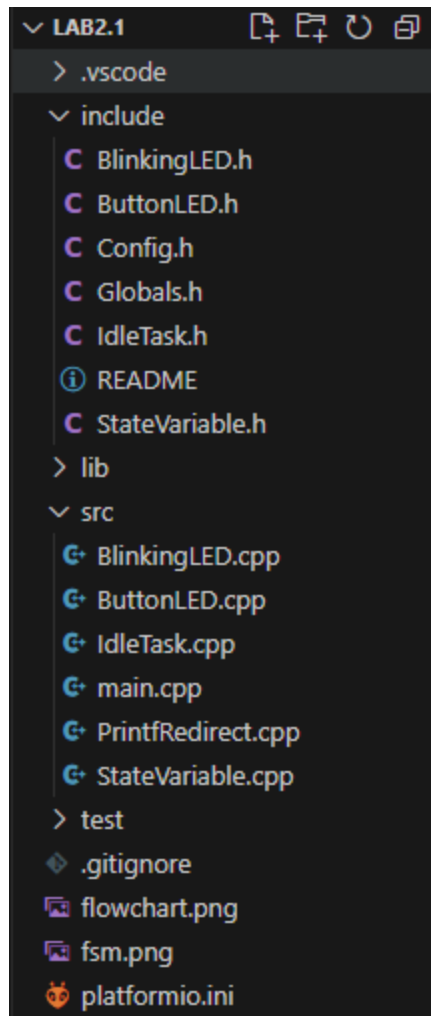 LAB2.1
.vscode
include
BlinkingLED.h
ButtonLED.h
Config.h
Globals.h
IdleTask.h
README
StateVariable.h
lib
src
BlinkingLED.cpp
ButtonLED.cpp
IdleTask.cpp
main.cpp
PrintfRedirect.cpp
StateVariable.cpp
test
.gitignore
flowchart.png
fsm.png
platformio.ini